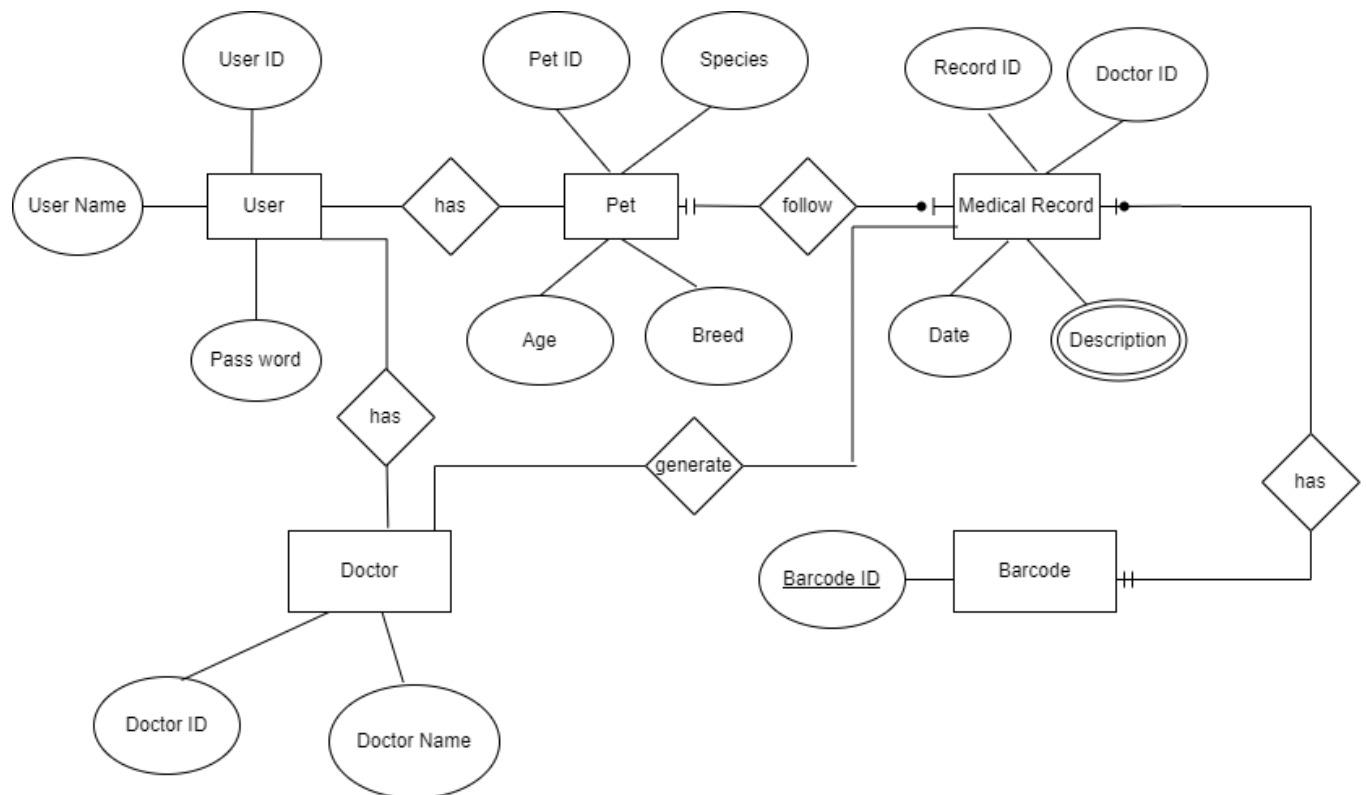 User ID
Pet ID
Species
Record ID
Doctor ID
User Name
User
has
Pet
follow
Medical Record
Pass word
Age
Breed
Date
Description
has
generate
has
Doctor
Barcode ID
Barcode
Doctor ID
Doctor Name